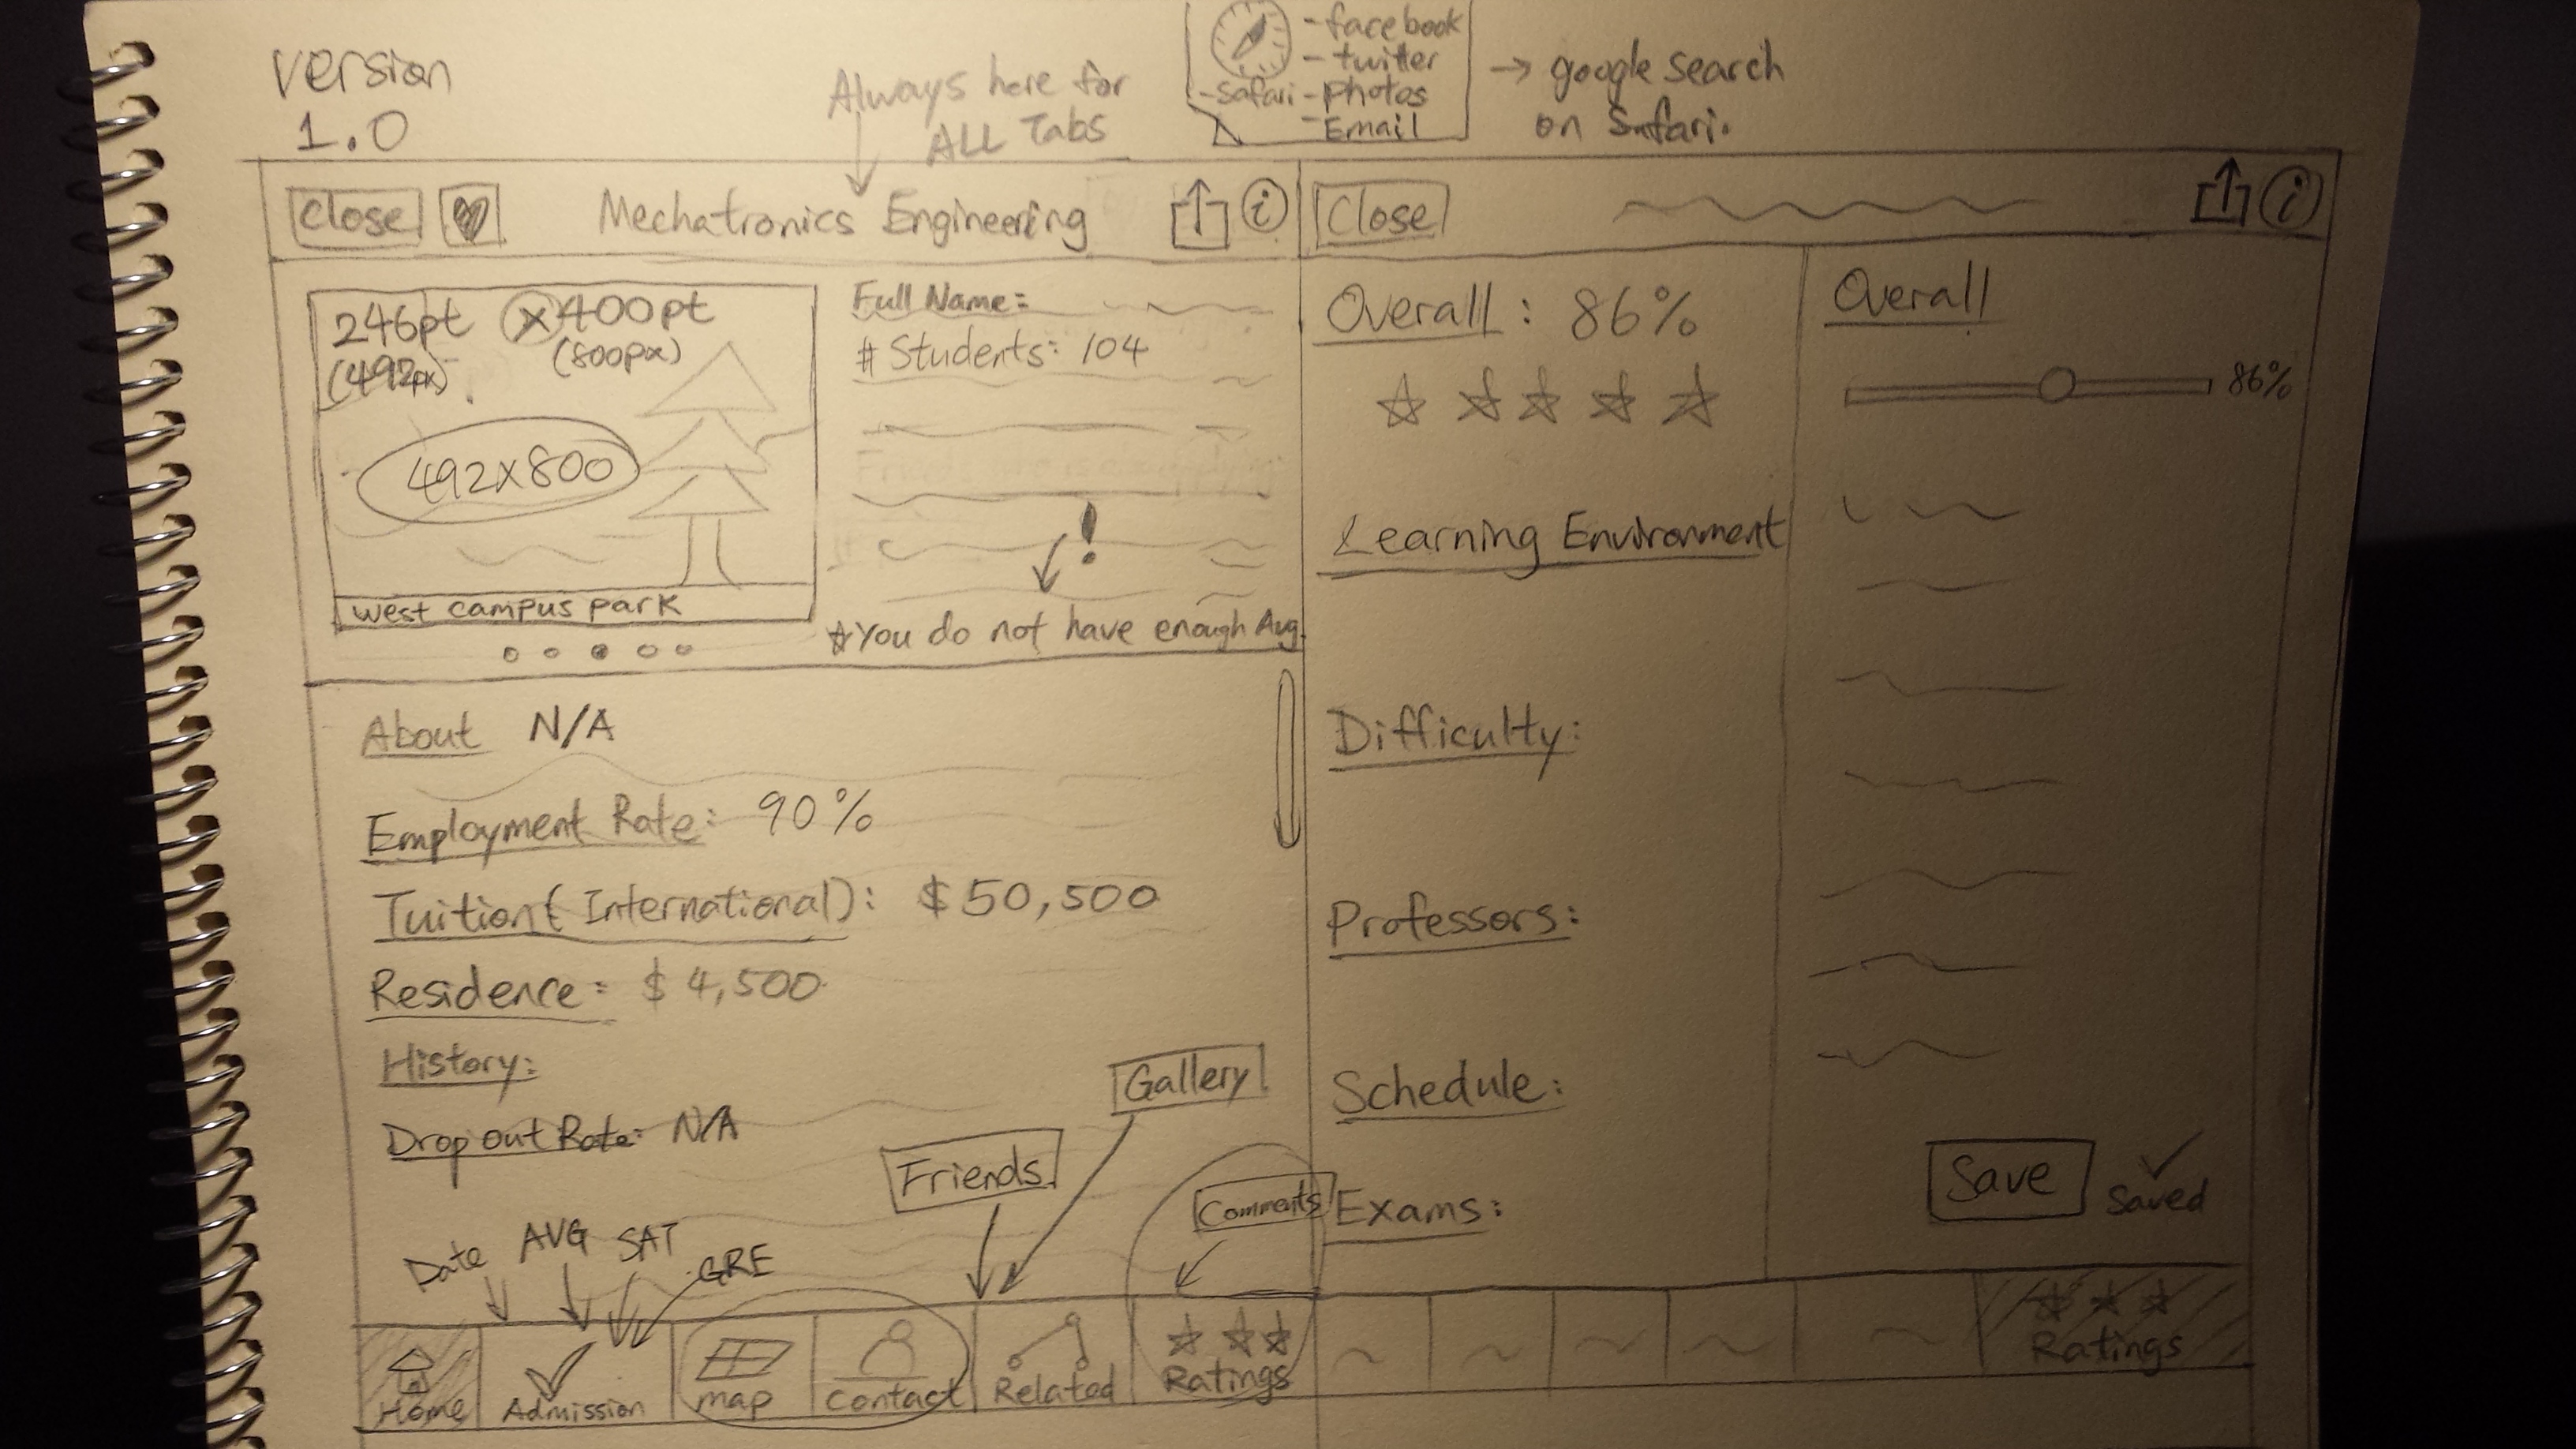 version
1.0
Always here for
ALL Tabs
-facebook
-twitter
-Safari
-Photos
-Email
→ google search
on Safari.
Close
Mechatronics Engineering
i
246pt x 400pt
(492px)
(800px)
492x800
west campus park
Full Name:
# Students: 104
!
☆You do not have enough Avg.
About N/A
Employment Rate: 90%
Tuition(International): $50,500
Residence: $4,500
History:
Drop out Rate: N/A
Gallery
Friends
Comments
Date
AVG
SAT
GRE
Home
Admission
map
contact
Related
Ratings
Close
i
Overall: 86%
Learning Environment
Difficulty:
Professors:
Schedule:
Exams:
Overall
86%
Save
Saved
Ratings